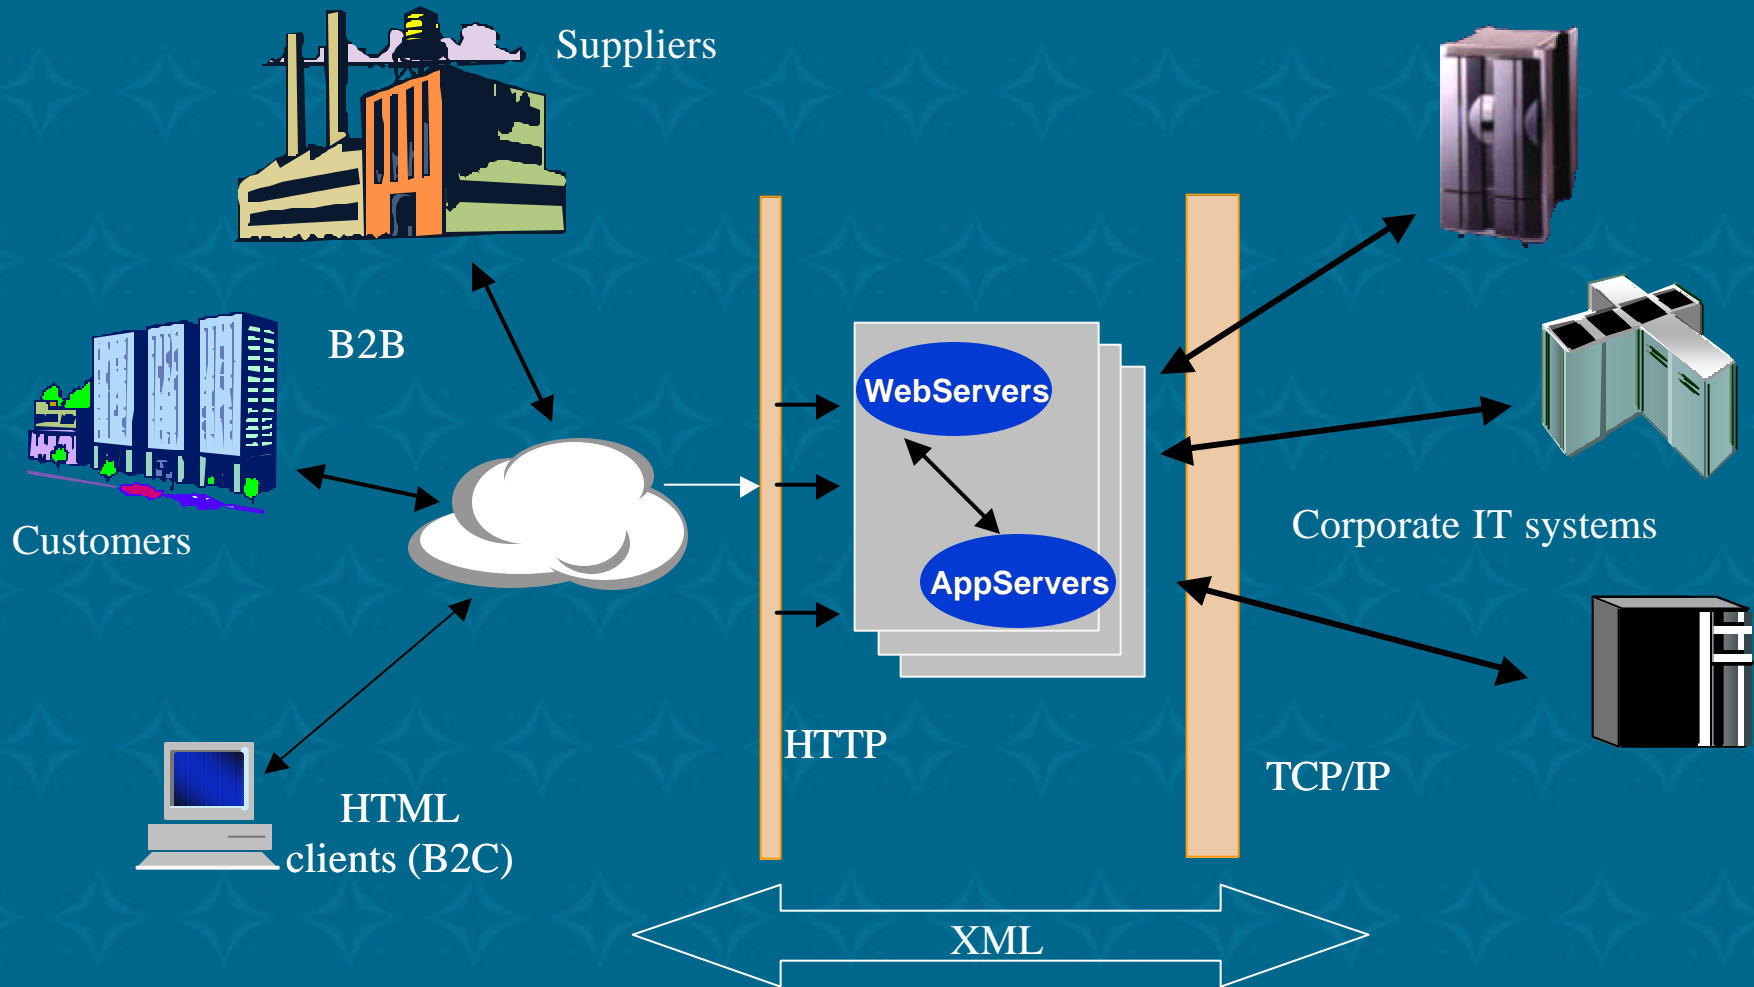 Suppliers
B2B
Customers
HTML
clients (B2C)
WebServers
AppServers
HTTP
Corporate IT systems
TCP/IP
XML